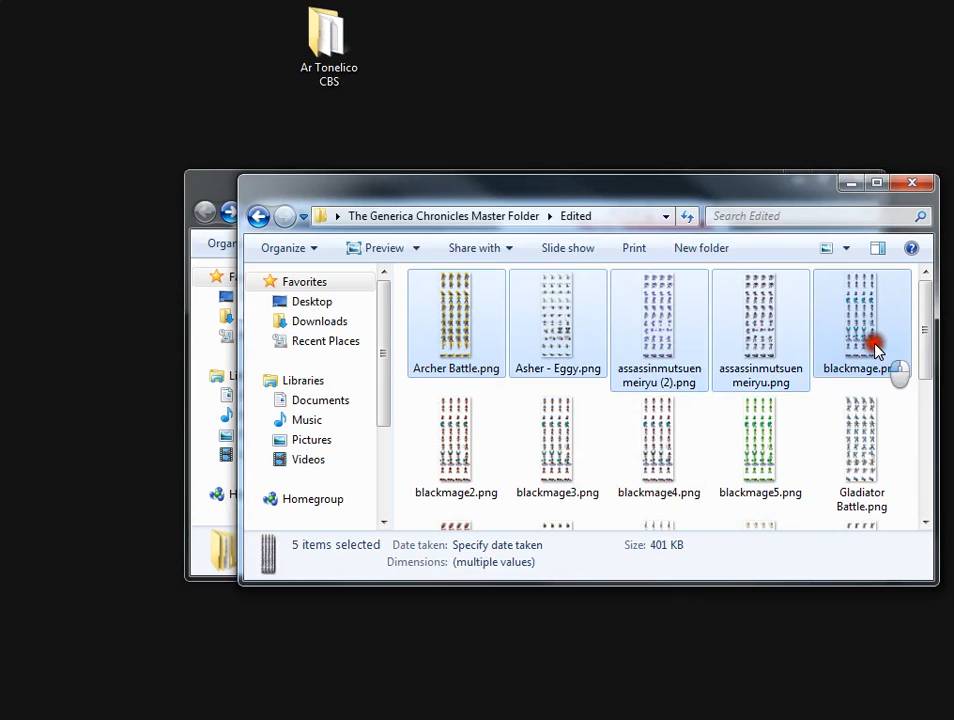 Ar Tonelico
CBS
The Generica Chronicles Master Folder
Edited
Search Edited
Organ
Organize
Preview
Share with
Slide show
Print
New folder
Favorites
Desktop
Downloads
Recent Places
Libraries
Documents
Music
Pictures
Videos
Homegroup
F
Li
H
Archer Battle.png
Asher - Eggy.png
assassinmutsuen
meiryu (2).png
assassinmutsuen
meiryu.png
blackmage.pn
blackmage2.png
blackmage3.png
blackmage4.png
blackmage5.png
Gladiator
Battle.png
5 items selected
Date taken: Specify date taken
Size: 401 KB
Dimensions: (multiple values)